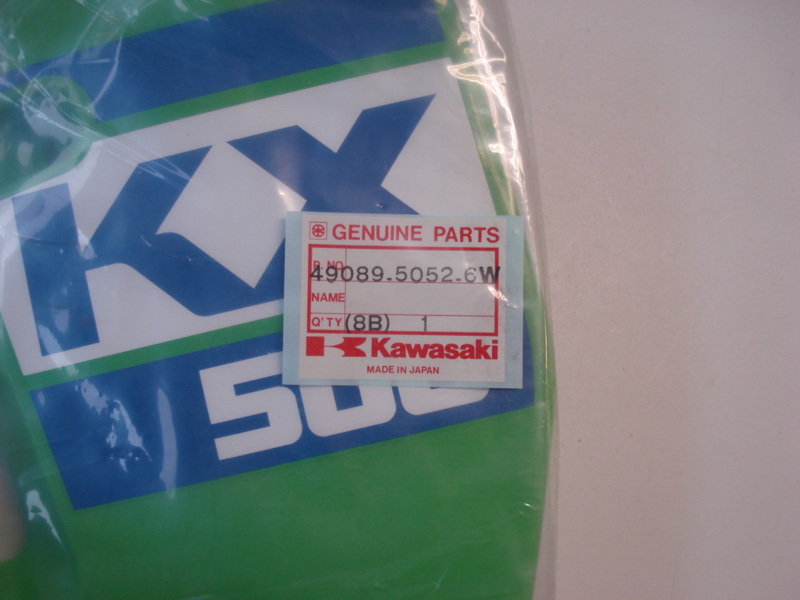 KX
GENUINE PARTS
P. NO.
49089-5052-6W
NAME
Q'TY (8B) 1
Kawasaki
MADE IN JAPAN
500